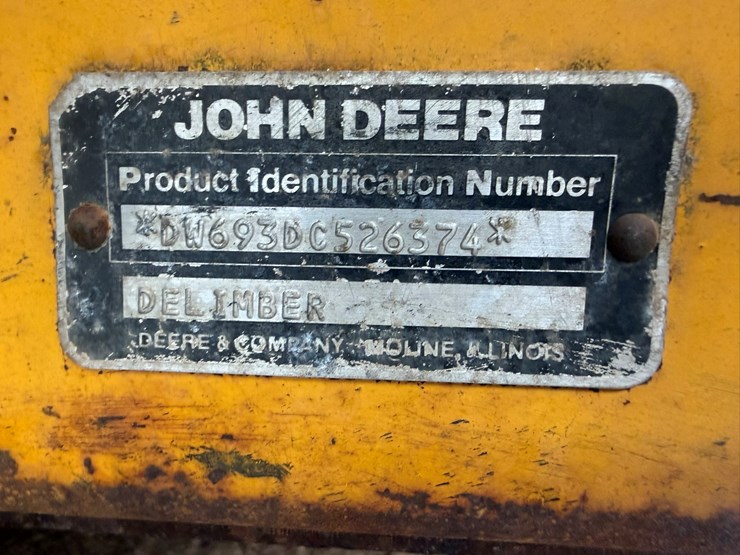 JOHN DEERE
Product Identification Number
*DW693DC526374*
DELIMBER
DEERE & COMPANY MOLINE, ILLINOIS